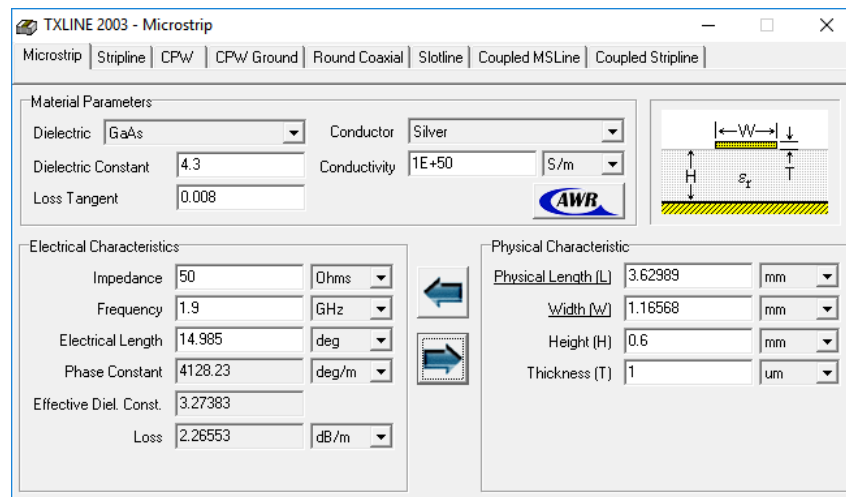 TXLINE 2003 - Microstrip
Microstrip Stripline CPW CPW Ground Round Coaxial Slotline Coupled MSLine Coupled Stripline
Material Parameters
Dielectric GaAs Conductor Silver
Dielectric Constant 4.3 Conductivity 1E+50 S/m
Loss Tangent 0.008 AWR
W
H
εr
T
Electrical Characteristics
Impedance 50 Ohms
Frequency 1.9 GHz
Electrical Length 14.985 deg
Phase Constant 4128.23 deg/m
Effective Diel. Const. 3.27383
Loss 2.26553 dB/m
Physical Characteristic
Physical Length (L) 3.62989 mm
Width (W) 1.16568 mm
Height (H) 0.6 mm
Thickness (T) 1 um